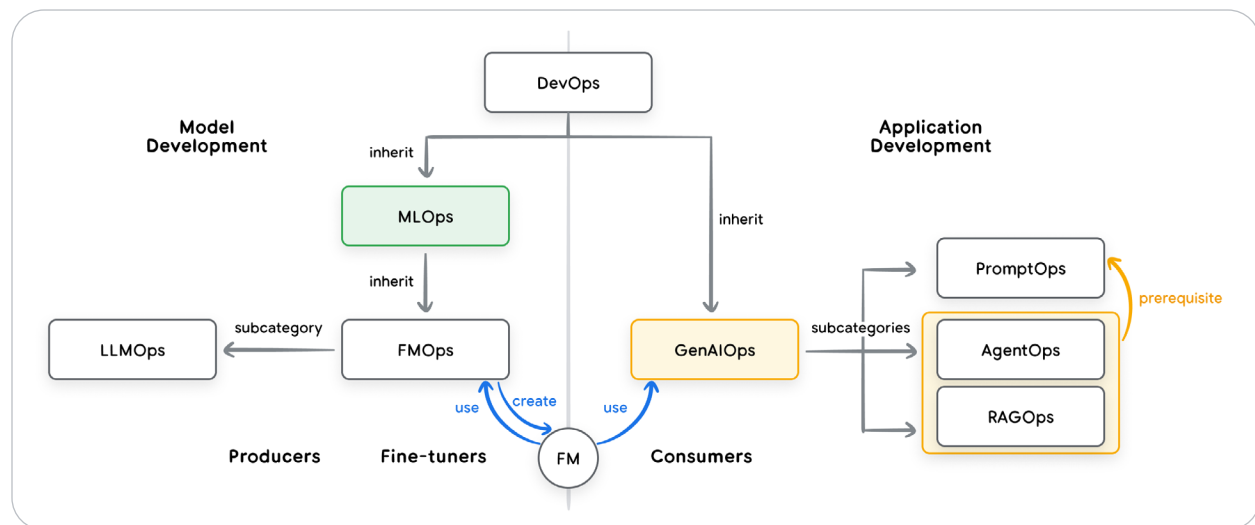 DevOps
Model
Development
Application
Development
inherit
MLOps
inherit
inherit
PromptOps
prerequisite
LLMOps
subcategory
FMOps
GenAIOps
subcategories
AgentOps
RAGOps
use
create
use
FM
Producers
Fine-tuners
Consumers